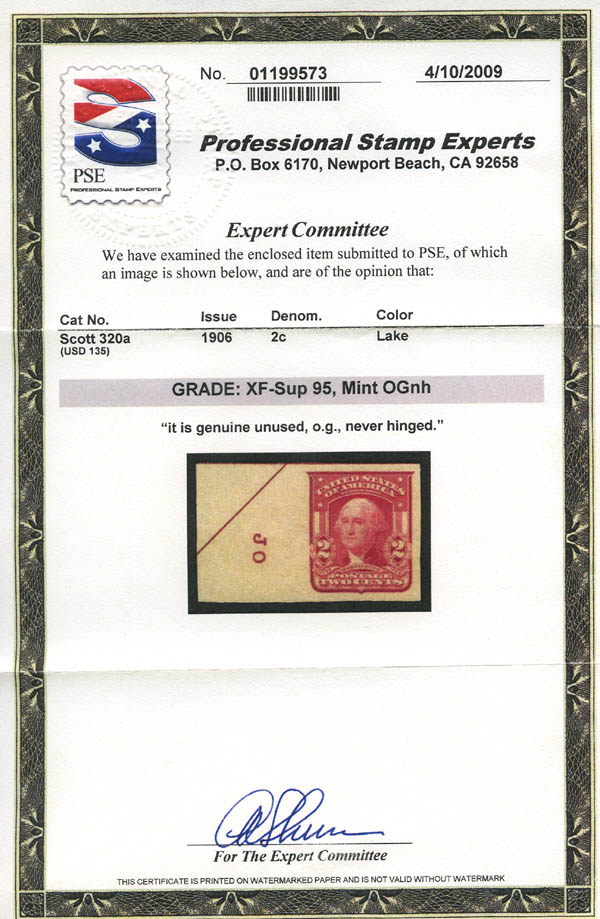 No. 01199573 4/10/2009
PSE
PROFESSIONAL STAMP EXPERTS
Professional Stamp Experts
P.O. Box 6170, Newport Beach, CA 92658
Expert Committee
We have examined the enclosed item submitted to PSE, of which
an image is shown below, and are of the opinion that:
Cat No. Issue Denom. Color
Scott 320a 1906 2c Lake
(USD 135)
GRADE: XF-Sup 95, Mint OGnh
“it is genuine unused, o.g., never hinged.”
UNITED STATES
OF AMERICA
2 2
POSTAGE
TWO CENTS
For The Expert Committee
THIS CERTIFICATE IS PRINTED ON WATERMARKED PAPER AND IS NOT VALID WITHOUT WATERMARK